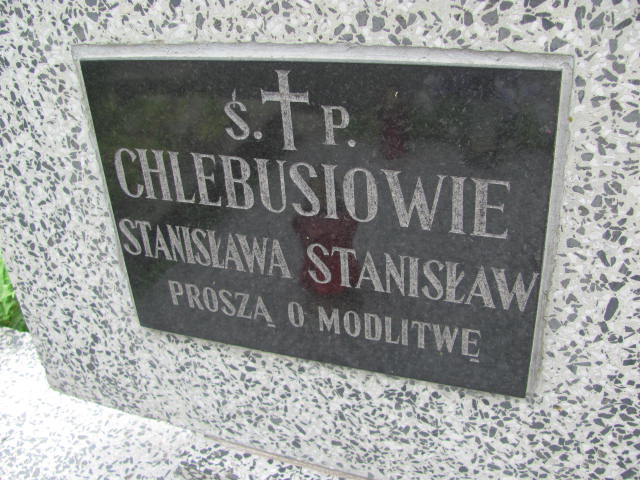 Ś. P.
CHLEBUSIOWIE
STANISŁAWA STANISŁAW
PROSZĄ O MODLITWĘ